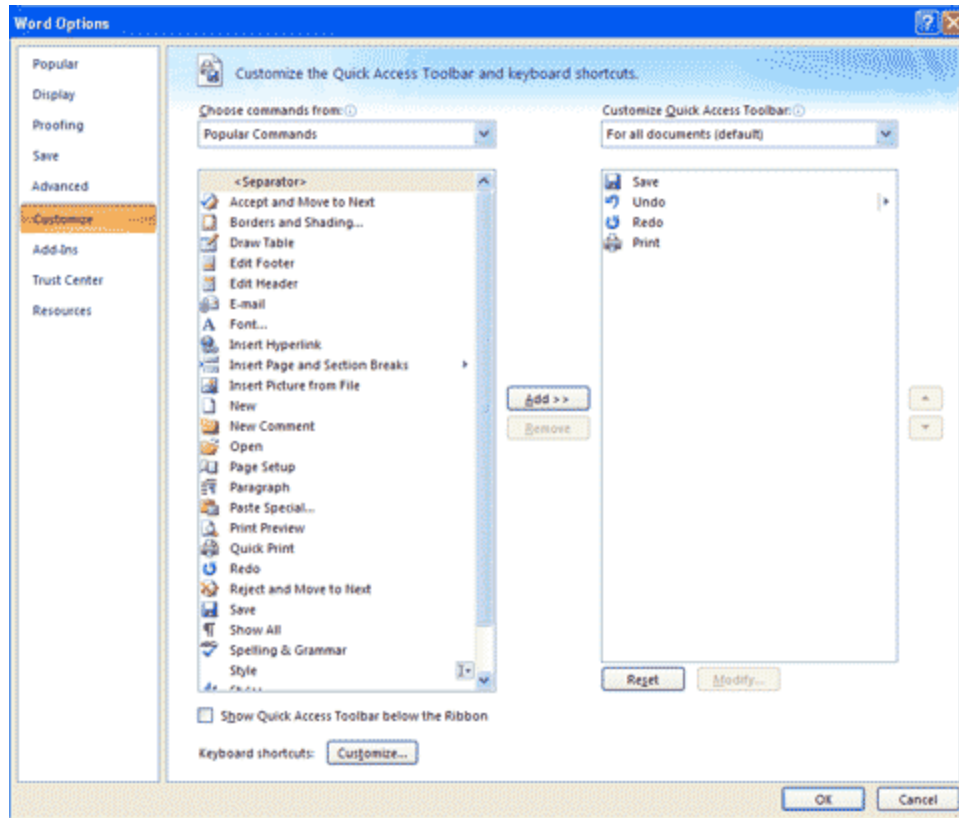 Word Options
Popular
Display
Proofing
Save
Advanced
Customize
Add-Ins
Trust Center
Resources
Customize the Quick Access Toolbar and keyboard shortcuts.
Choose commands from:
Popular Commands
<Separator>
Accept and Move to Next
Borders and Shading...
Draw Table
Edit Footer
Edit Header
E-mail
Font...
Insert Hyperlink
Insert Page and Section Breaks
Insert Picture from File
New
New Comment
Open
Page Setup
Paragraph
Paste Special...
Print Preview
Quick Print
Redo
Reject and Move to Next
Save
Show All
Spelling & Grammar
Style
Add >>
Remove
Customize Quick Access Toolbar:
For all documents (default)
Save
Undo
Redo
Print
Reset
Modify...
Show Quick Access Toolbar below the Ribbon
Keyboard shortcuts:
Customize...
OK
Cancel